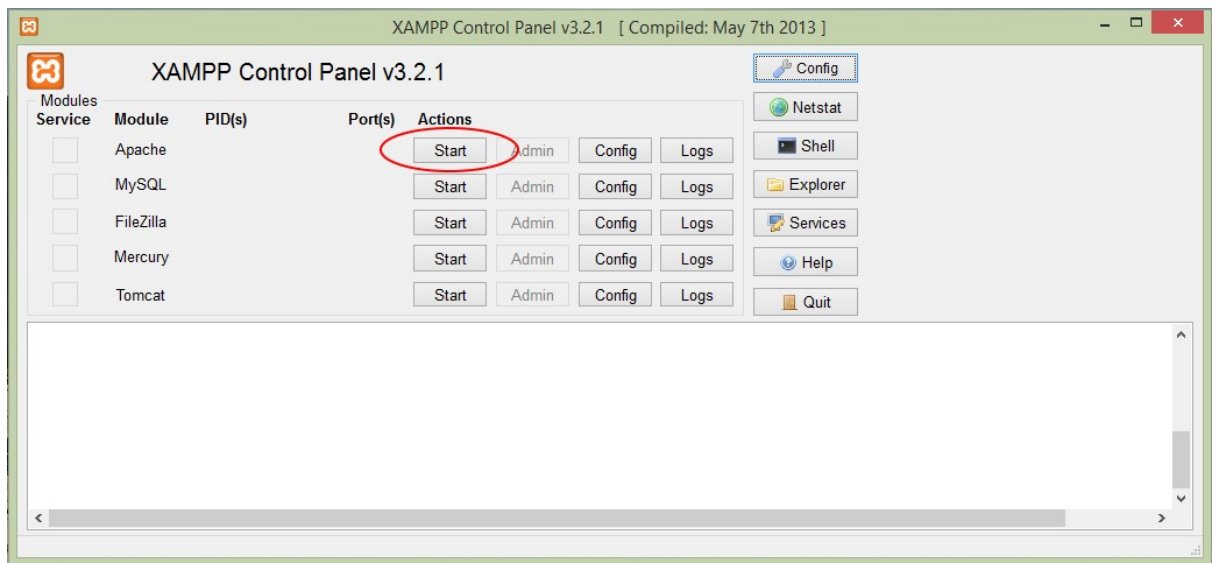 XAMPP Control Panel v3.2.1 [ Compiled: May 7th 2013 ]
XAMPP Control Panel v3.2.1
Modules
Service Module PID(s) Port(s) Actions
Apache Start Admin Config Logs
MySQL Start Admin Config Logs
FileZilla Start Admin Config Logs
Mercury Start Admin Config Logs
Tomcat Start Admin Config Logs
Config
Netstat
Shell
Explorer
Services
Help
Quit